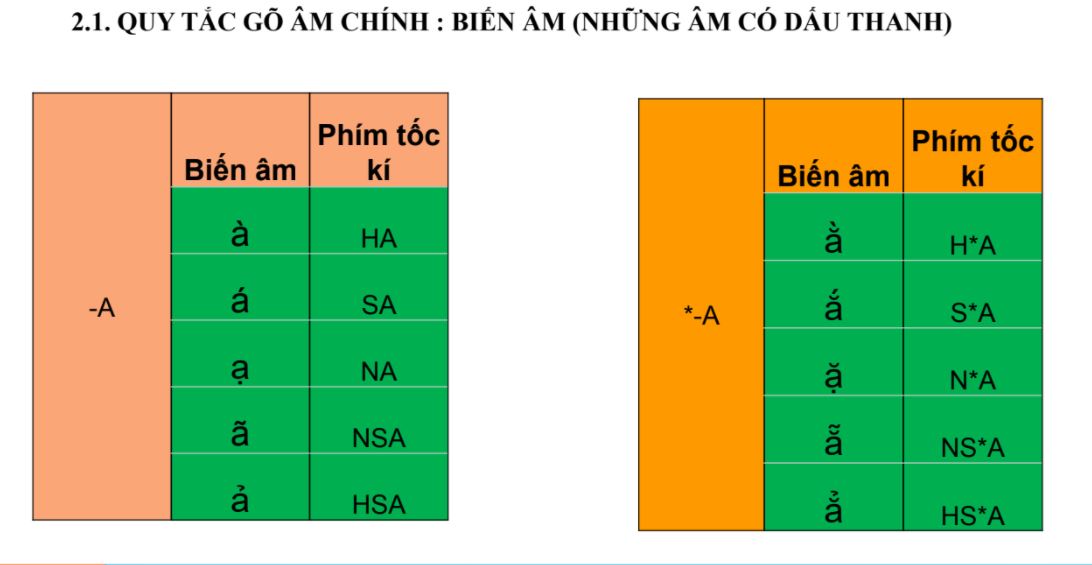 2.1. QUY TẮC GÕ ÂM CHÍNH : BIẾN ÂM (NHỮNG ÂM CÓ DẤU THANH)
-A
Biến âm
Phím tốc
kí
à HA
á SA
ạ NA
ã NSA
ả HSA
*-A
Biến âm
Phím tốc
kí
ằ H*A
ắ S*A
ặ N*A
ẵ NS*A
ẳ HS*A